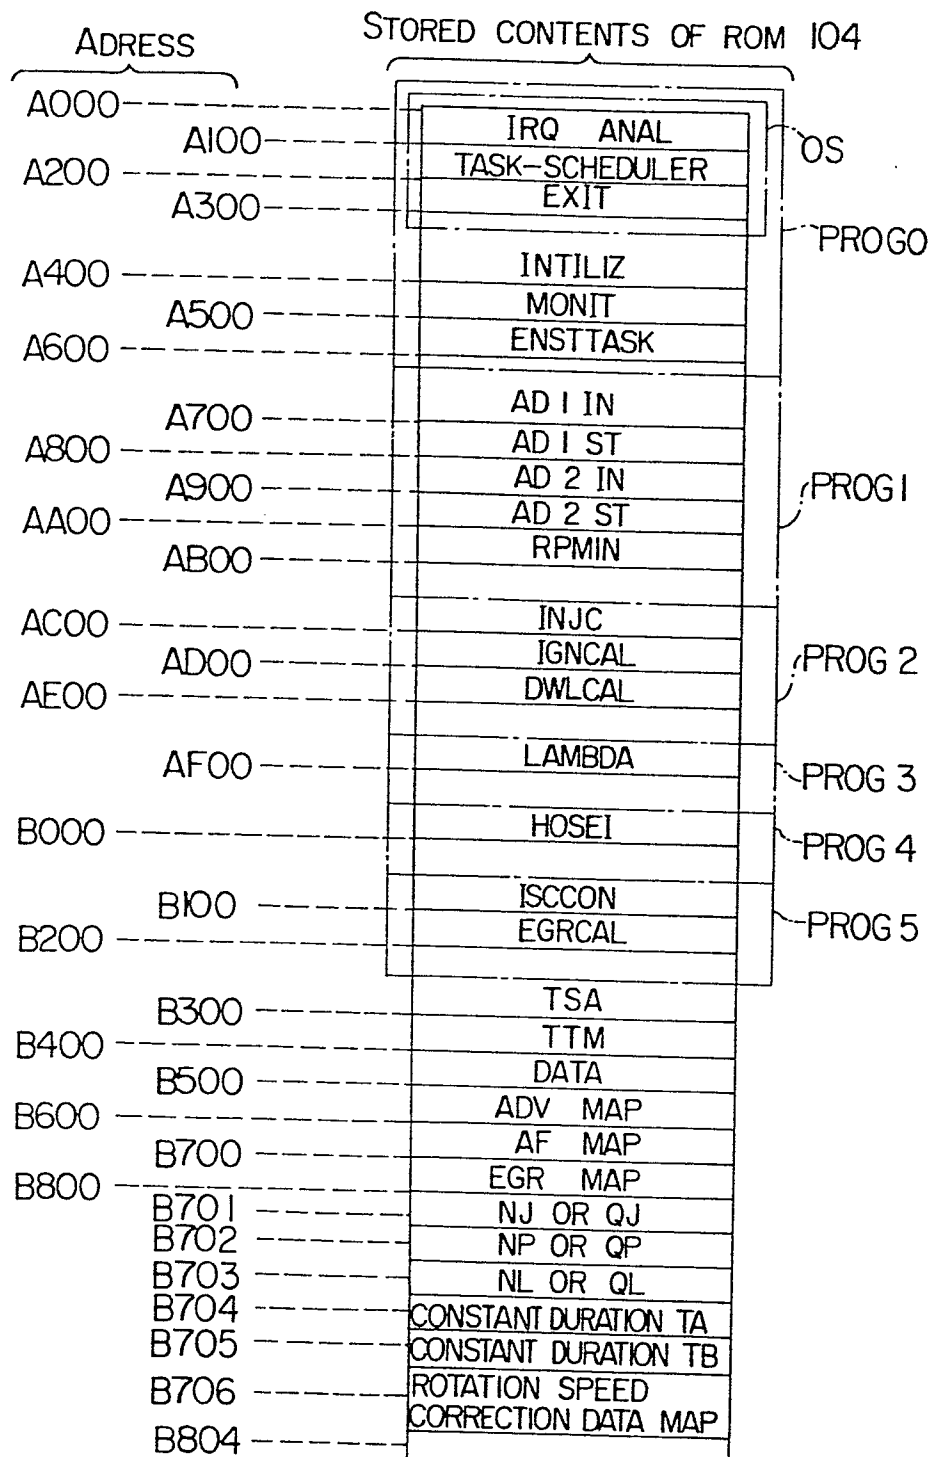 STORED CONTENTS OF ROM 104
ADRESS
A000
IRQ ANAL
OS
A100
TASK-SCHEDULER
A200
EXIT
A300
PROG0
INTILIZ
A400
MONIT
A500
ENSTTASK
A600
AD 1 IN
A700
AD 1 ST
A800
AD 2 IN
A900
PROG1
AD 2 ST
AA00
RPMIN
AB00
INJC
AC00
IGNCAL
AD00
PROG 2
DWLCAL
AE00
LAMBDA
AF00
PROG 3
HOSEI
B000
PROG 4
ISCCON
B100
PROG 5
EGRCAL
B200
TSA
B300
TTM
B400
DATA
B500
ADV MAP
B600
AF MAP
B700
EGR MAP
B800
B701
NJ OR QJ
B702
NP OR QP
B703
NL OR QL
B704
CONSTANT DURATION TA
B705
CONSTANT DURATION TB
B706
ROTATION SPEED
CORRECTION DATA MAP
B804